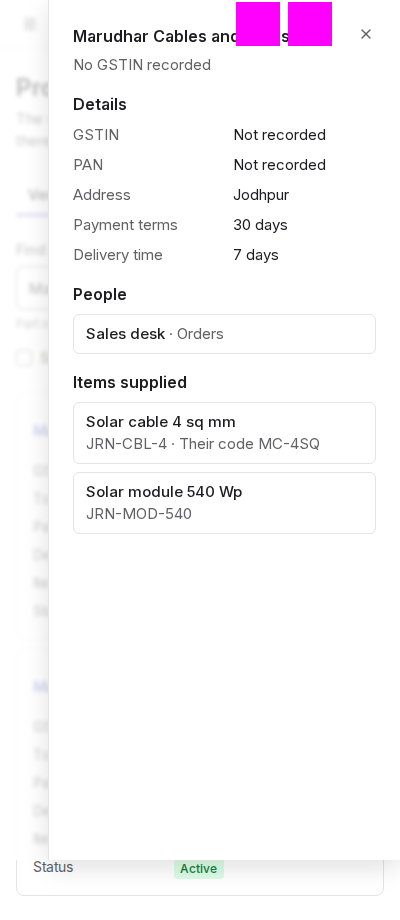 Marudhar Cables and
No GSTIN recorded
Details
GSTIN Not recorded
PAN Not recorded
Address Jodhpur
Payment terms 30 days
Delivery time 7 days
People
Sales desk · Orders
Items supplied
Solar cable 4 sq mm
JRN-CBL-4 · Their code MC-4SQ
Solar module 540 Wp
JRN-MOD-540
Status Active